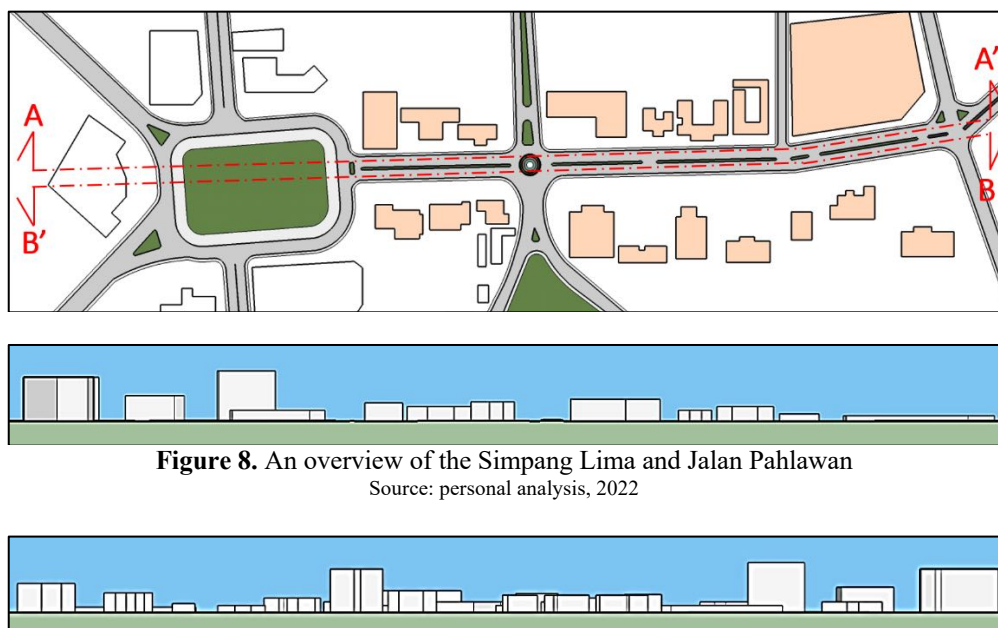 A
A’
B’
B
Figure 8. An overview of the Simpang Lima and Jalan Pahlawan
Source: personal analysis, 2022